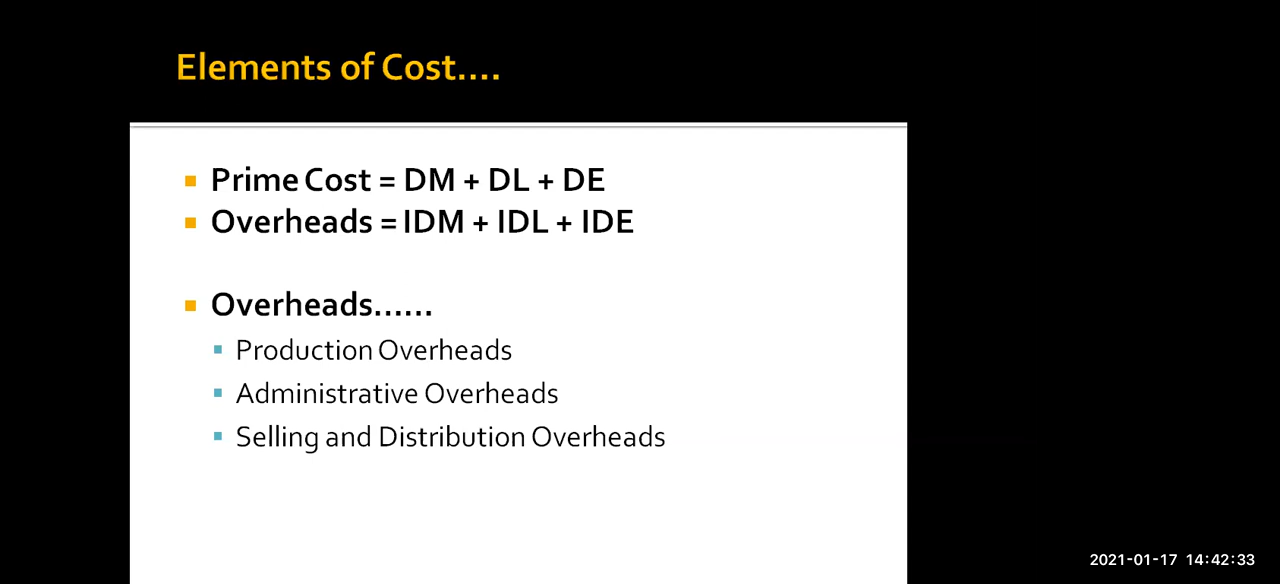 Elements of Cost....
Prime Cost = DM + DL + DE
Overheads = IDM + IDL + IDE
Overheads......
Production Overheads
Administrative Overheads
Selling and Distribution Overheads
2021-01-17 14:42:33